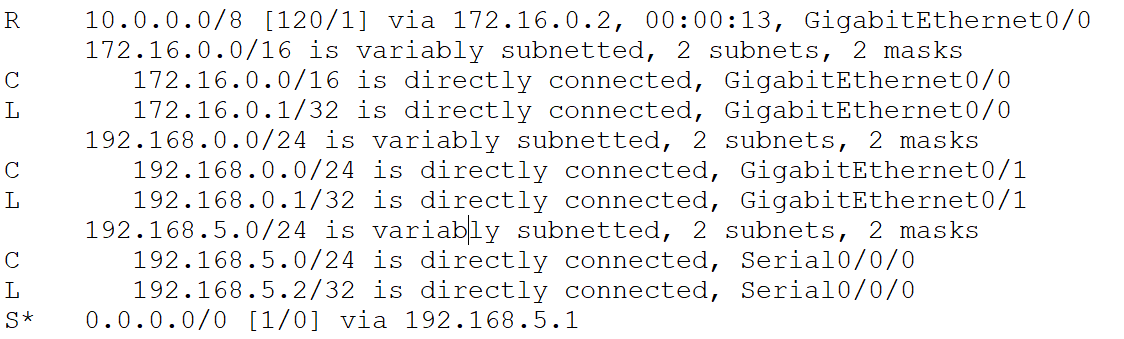 R    10.0.0.0/8 [120/1] via 172.16.0.2, 00:00:13, GigabitEthernet0/0
     172.16.0.0/16 is variably subnetted, 2 subnets, 2 masks
C       172.16.0.0/16 is directly connected, GigabitEthernet0/0
L       172.16.0.1/32 is directly connected, GigabitEthernet0/0
     192.168.0.0/24 is variably subnetted, 2 subnets, 2 masks
C       192.168.0.0/24 is directly connected, GigabitEthernet0/1
L       192.168.0.1/32 is directly connected, GigabitEthernet0/1
     192.168.5.0/24 is variably subnetted, 2 subnets, 2 masks
C       192.168.5.0/24 is directly connected, Serial0/0/0
L       192.168.5.2/32 is directly connected, Serial0/0/0
S*   0.0.0.0/0 [1/0] via 192.168.5.1